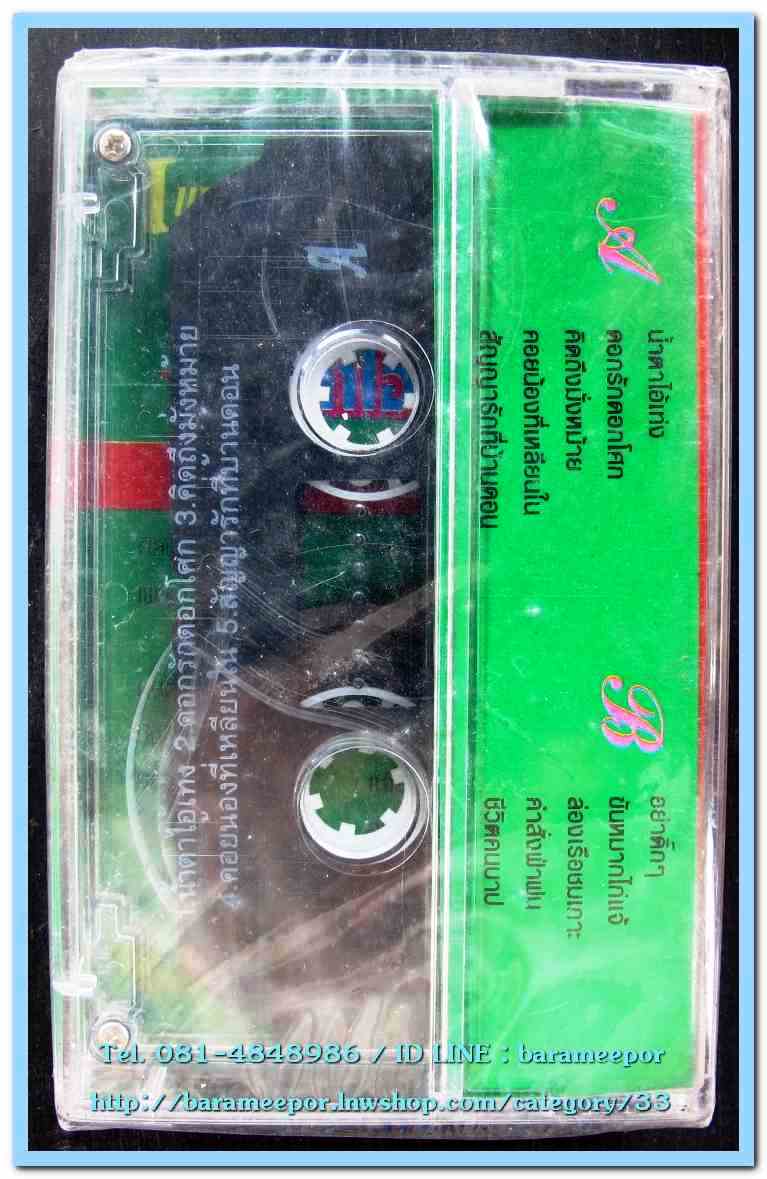 A
น้ำตาไอ้เท่ง
ดอกรักดอกโศก
คิดถึงมั่งหม้าย
คอยน้องที่เหลียนใน
สัญญารักที่บ้านดอน
B
อย่าดิ๊กๆ
ขันหมากไก่แจ้
ล่องเรือชมเกาะ
คำสั่งฟ้าฝน
ชีวิตคนบาป
A
1.น้ำตาไอ้เท่ง 2.ดอกรักดอกโศก 3.คิดถึงมั่งหม้าย
4.คอยน้องที่เหลียนใน 5.สัญญารักที่บ้านดอน
Tel. 081-4848986 / ID LINE : barameepor
http://barameepor.lnwshop.com/category/33